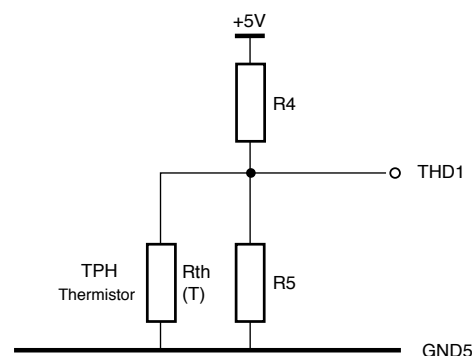 +5V
R4
THD1
TPH
Thermistor
Rth
(T)
R5
GND5